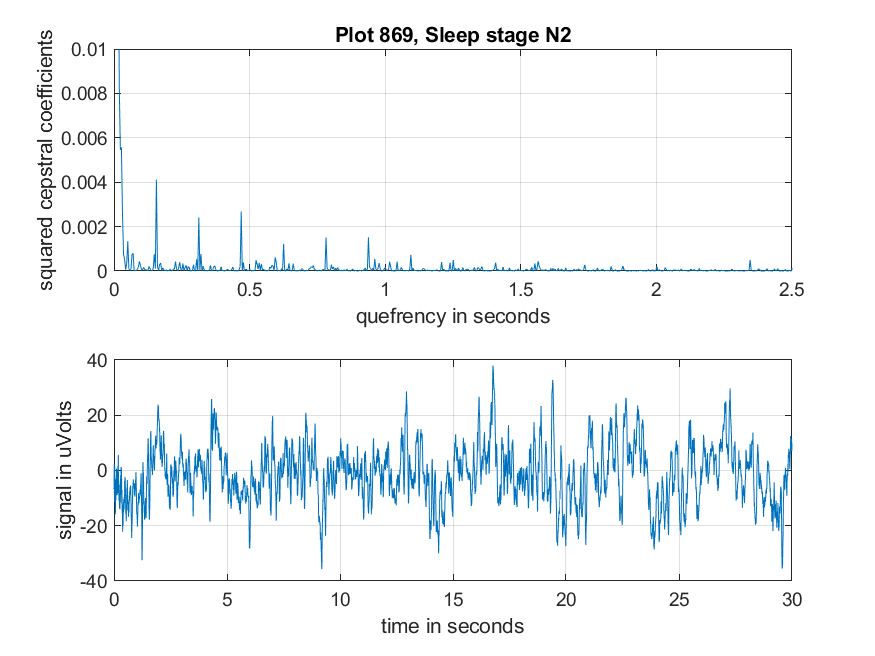 Plot 869, Sleep stage N2
squared cepstral coefficients
0.01
0.008
0.006
0.004
0.002
0
0 0.5 1 1.5 2 2.5
quefrency in seconds
signal in uVolts
40
20
0
-20
-40
0 5 10 15 20 25 30
time in seconds